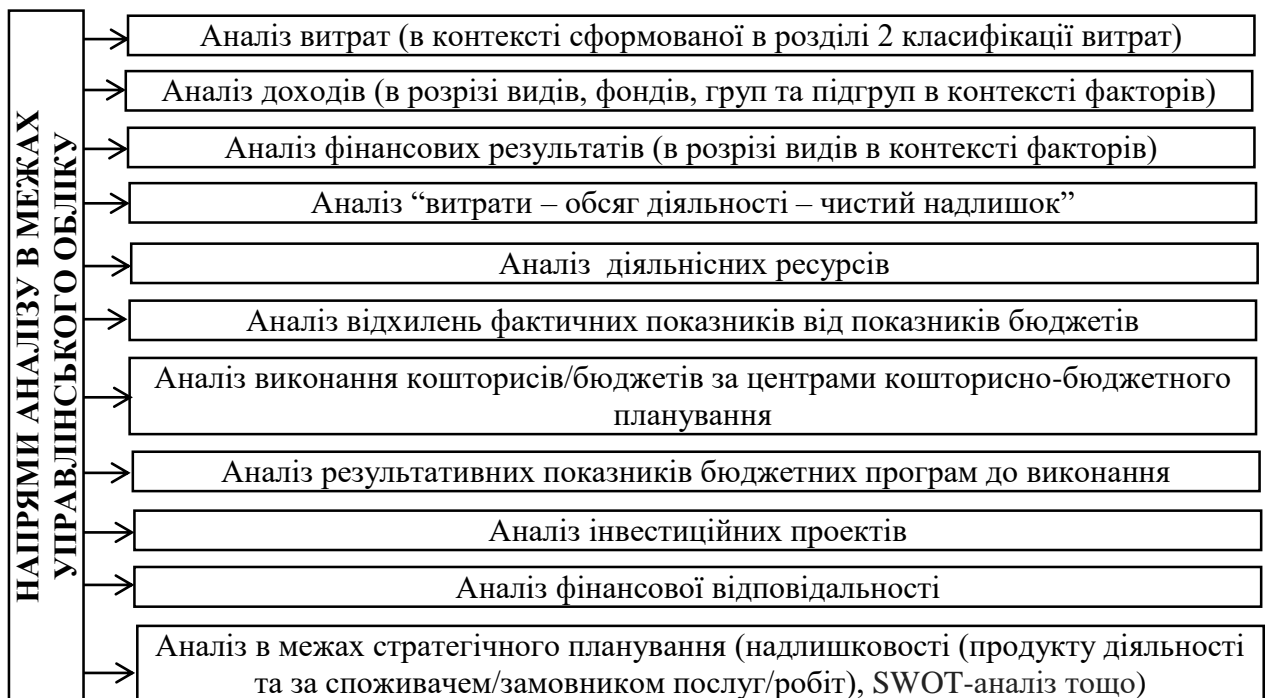 НАПРЯМИ АНАЛІЗУ В МЕЖАХ
УПРАВЛІНСЬКОГО ОБЛІКУ
Аналіз витрат (в контексті сформованої в розділі 2 класифікації витрат)
Аналіз доходів (в розрізі видів, фондів, груп та підгруп в контексті факторів)
Аналіз фінансових результатів (в розрізі видів в контексті факторів)
Аналіз “витрати – обсяг діяльності – чистий надлишок”
Аналіз діяльнісних ресурсів
Аналіз відхилень фактичних показників від показників бюджетів
Аналіз виконання кошторисів/бюджетів за центрами кошторисно-бюджетного
планування
Аналіз результативних показників бюджетних програм до виконання
Аналіз інвестиційних проектів
Аналіз фінансової відповідальності
Аналіз в межах стратегічного планування (надлишковості (продукту діяльності
та за споживачем/замовником послуг/робіт), SWOT-аналіз тощо)